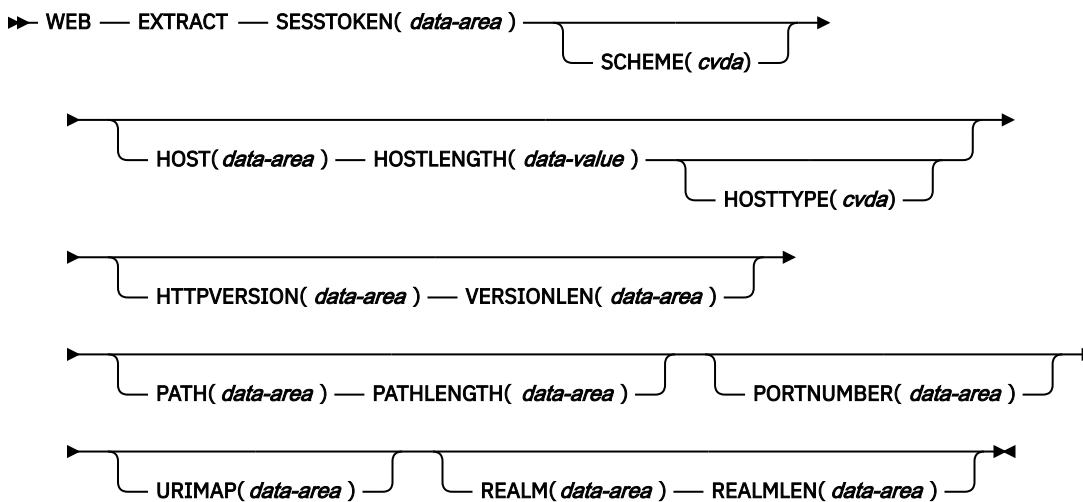 WEB EXTRACT SESSTOKEN( data-area )
SCHEME( cvda)
HOST( data-area ) HOSTLENGTH( data-value )
HOSTTYPE( cvda)
HTTPVERSION( data-area ) VERSIONLEN( data-area )
PATH( data-area ) PATHLENGTH( data-area ) PORTNUMBER( data-area )
URIMAP( data-area ) REALM( data-area ) REALMLEN( data-area )